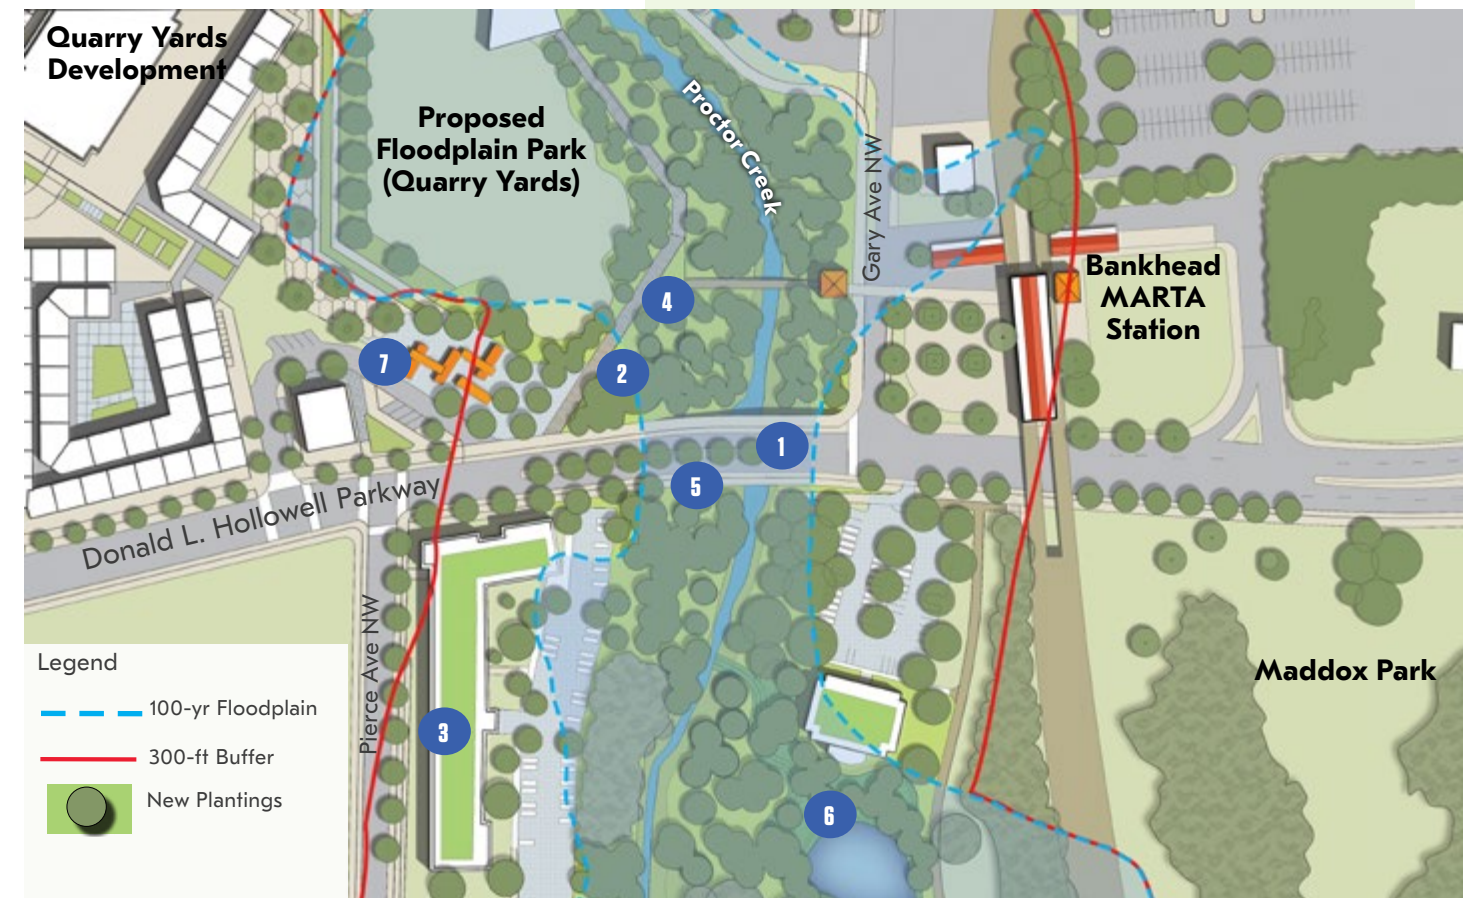 Quarry Yards
Development
Proposed
Floodplain Park
(Quarry Yards)
Proctor Creek
Gary Ave NW
Bankhead
MARTA
Station
4
7
2
1
5
Donald L. Hollowell Parkway
Pierce Ave NW
3
6
Maddox Park
Legend
100-yr Floodplain
300-ft Buffer
New Plantings